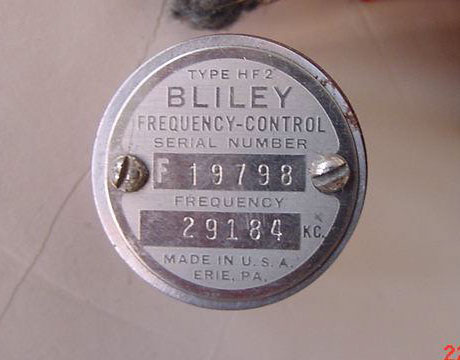 TYPE HF2
BLILEY
FREQUENCY-CONTROL
SERIAL NUMBER
F 19798
FREQUENCY
29184 KC.
MADE IN U.S.A.
ERIE, PA.